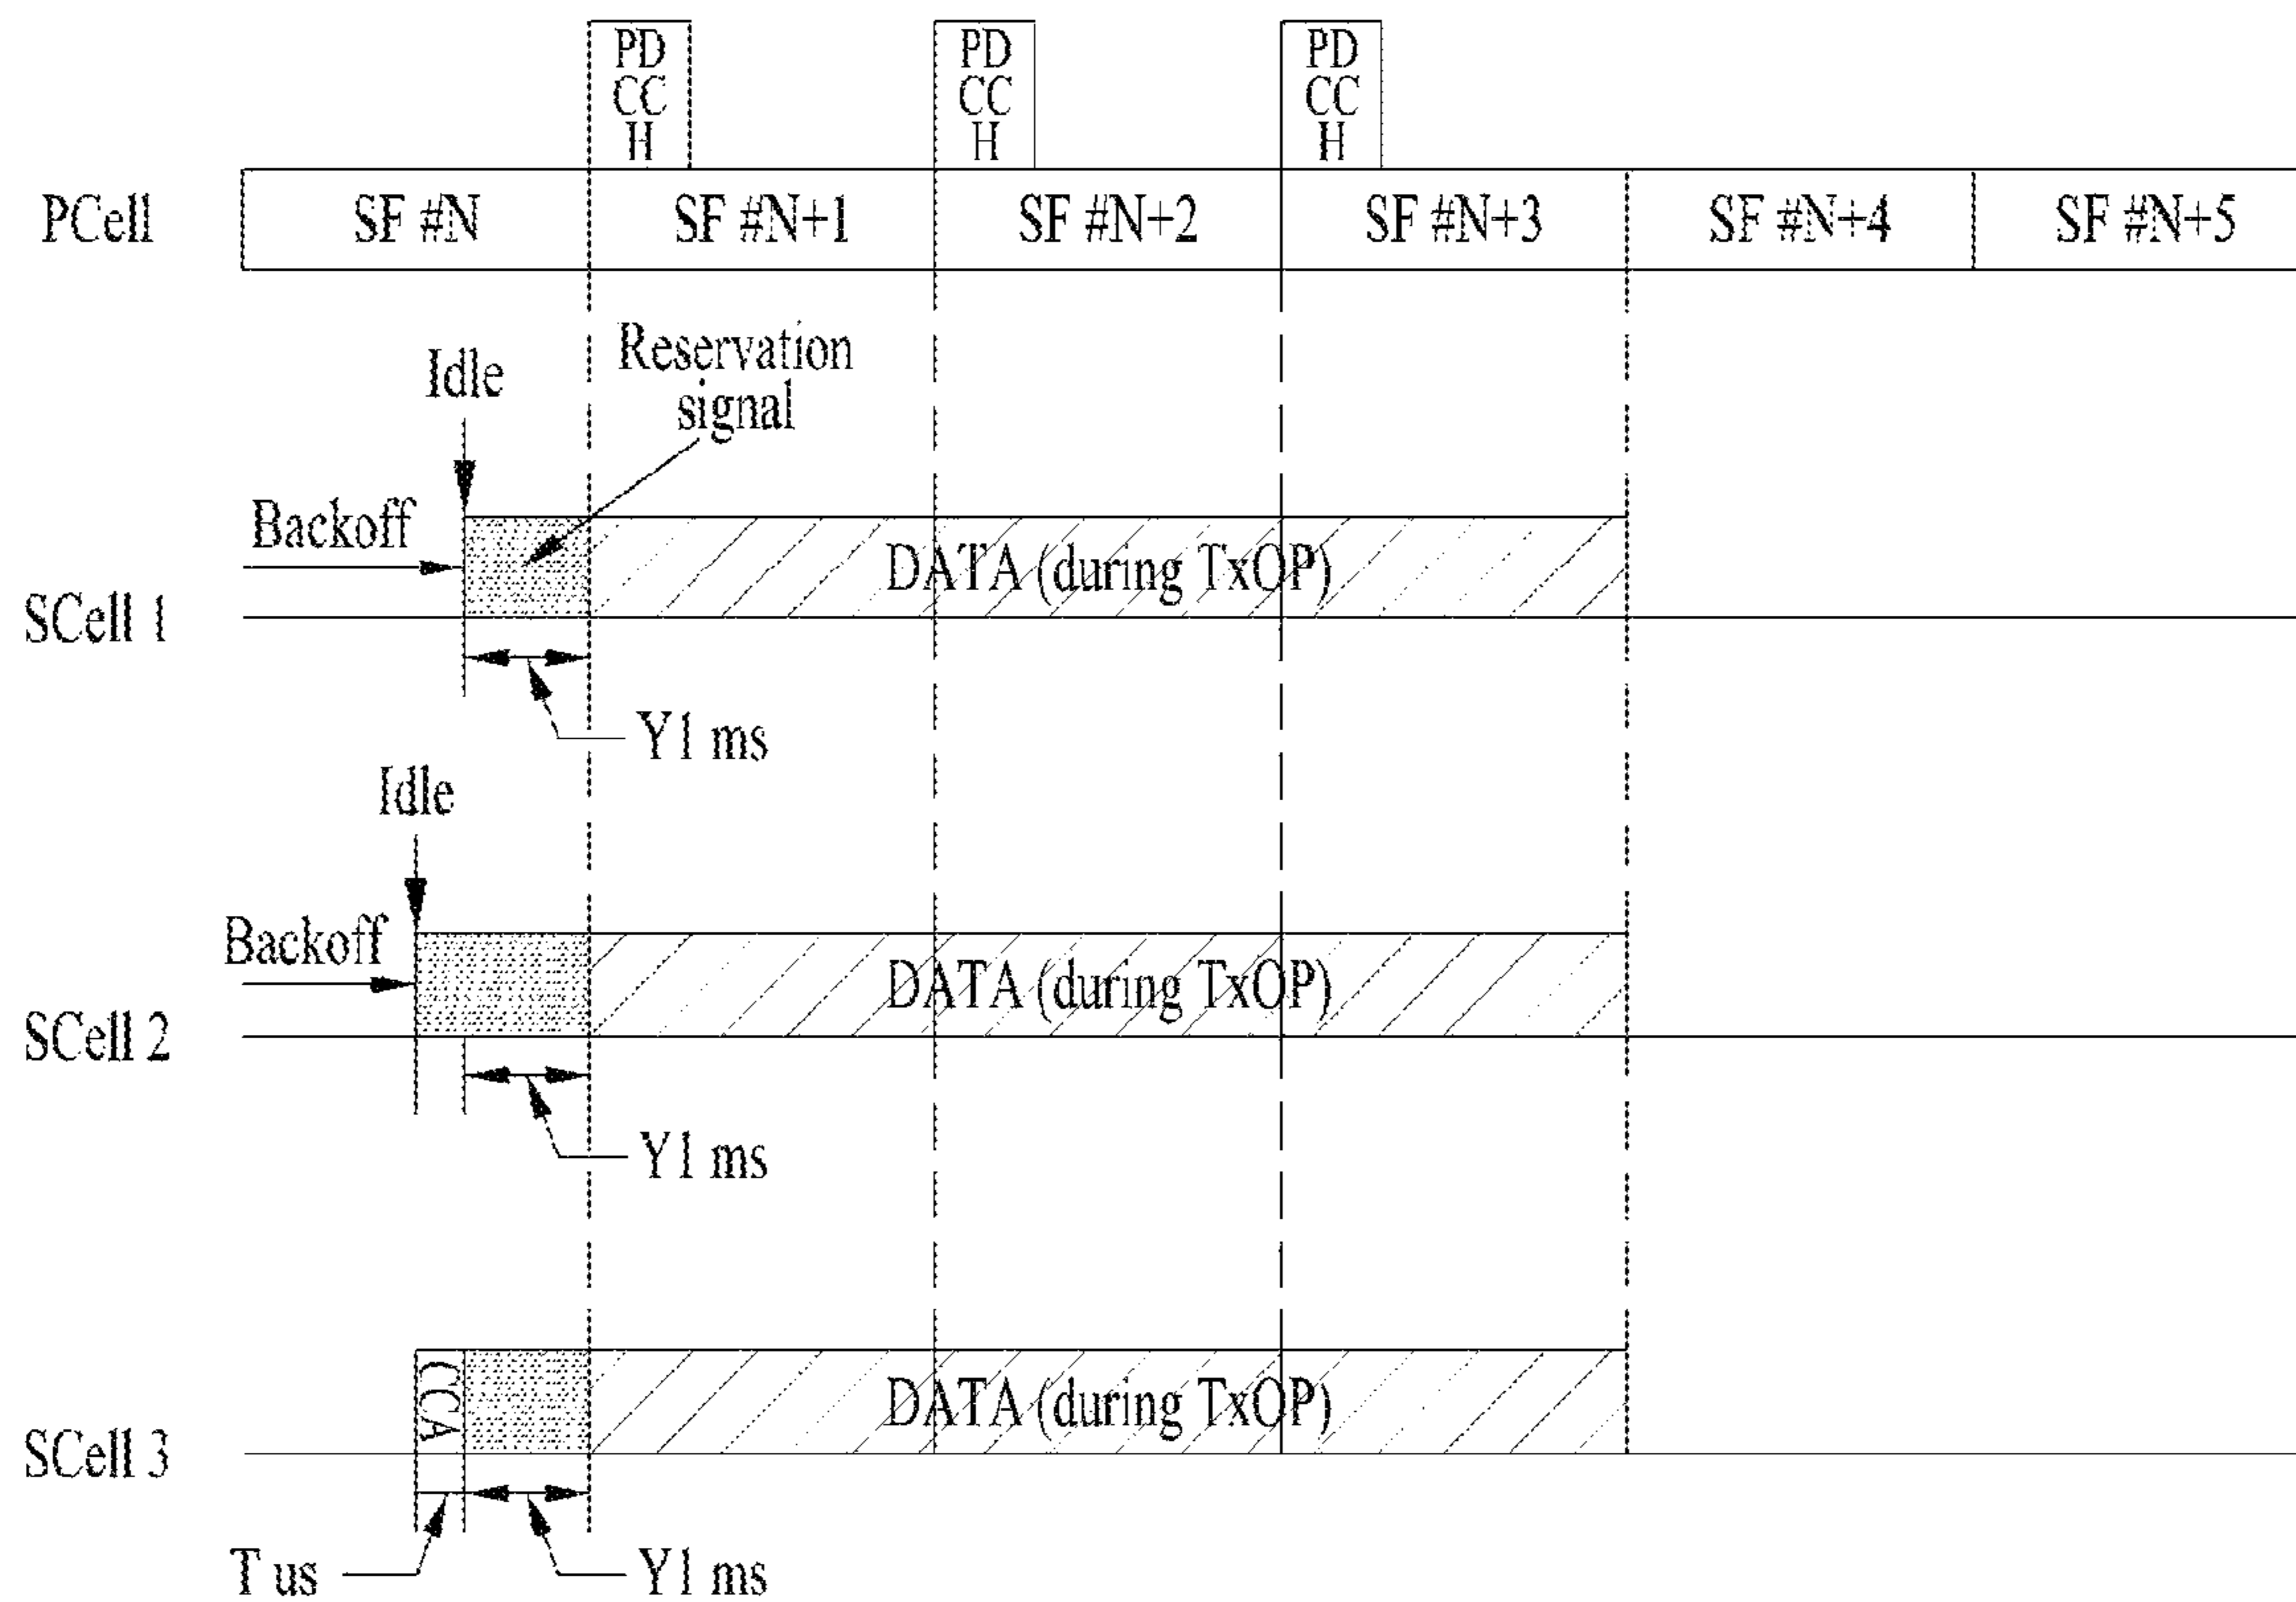 PD
CC
H
PD
CC
H
PD
CC
H
PCell
SF #N
SF #N+1
SF #N+2
SF #N+3
SF #N+4
SF #N+5
Idle
Reservation
signal
Backoff
DATA (during TxOP)
SCell 1
Y1 ms
Idle
Backoff
DATA (during TxOP)
SCell 2
Y1 ms
CCA
DATA (during TxOP)
SCell 3
T us
Y1 ms